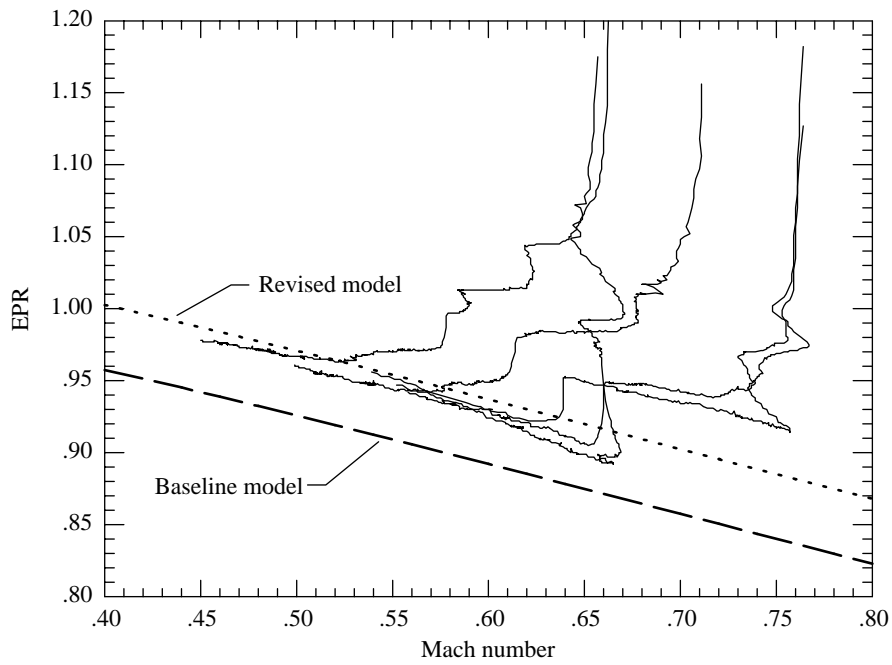 1.20
1.15
1.10
1.05
1.00
.95
.90
.85
.80
EPR
Revised model
Baseline model
.40 .45 .50 .55 .60 .65 .70 .75 .80
Mach number